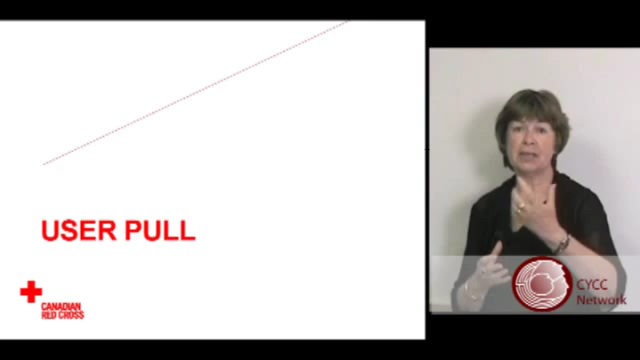 USER PULL
CANADIAN
RED CROSS
CYCC
Network